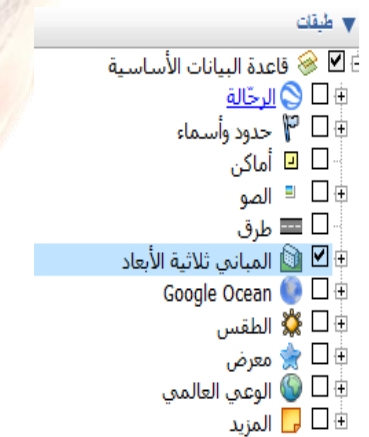 طبقات
قاعدة البيانات الأساسية
الرحّالة
حدود وأسماء
أماكن
الصو
طرق
المباني ثلاثية الأبعاد
Google Ocean
الطقس
معرض
الوعي العالمي
المزيد